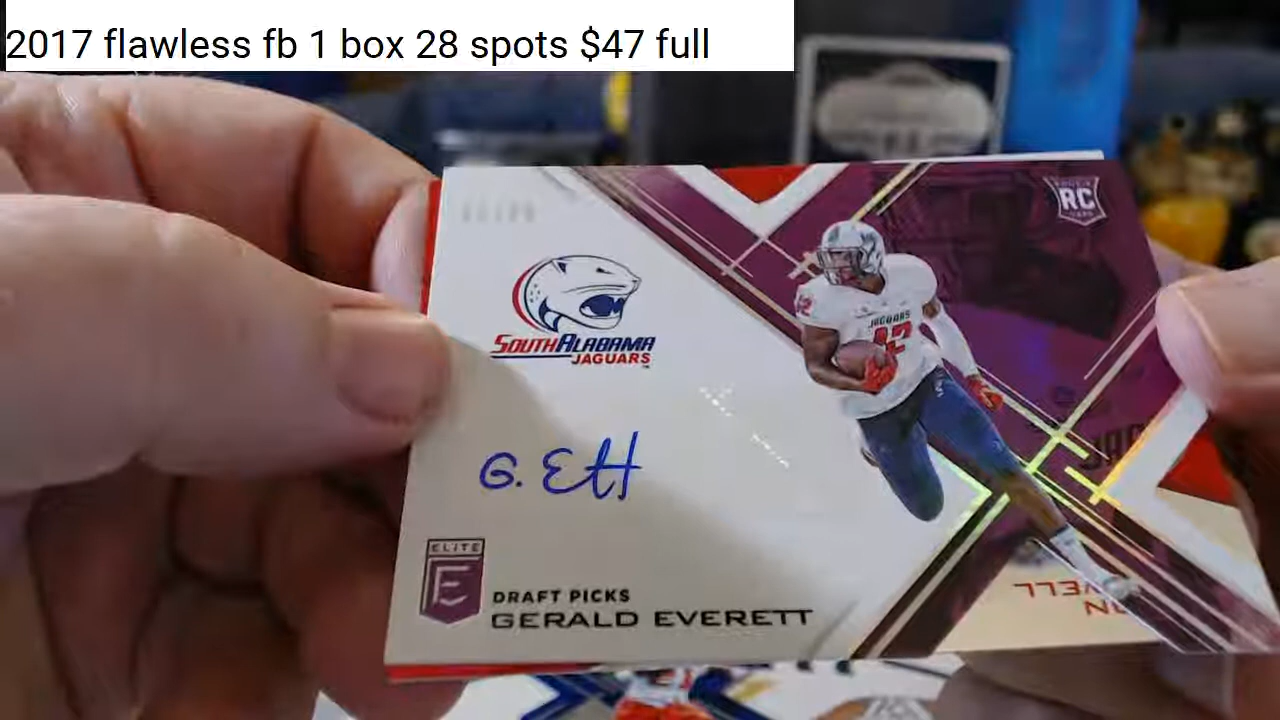 2017 flawless fb 1 box 28 spots $47 full
RC
SOUTH ALABAMA
JAGUARS
JAGUARS
12
G. Ett
ELITE
E
DRAFT PICKS
GERALD EVERETT